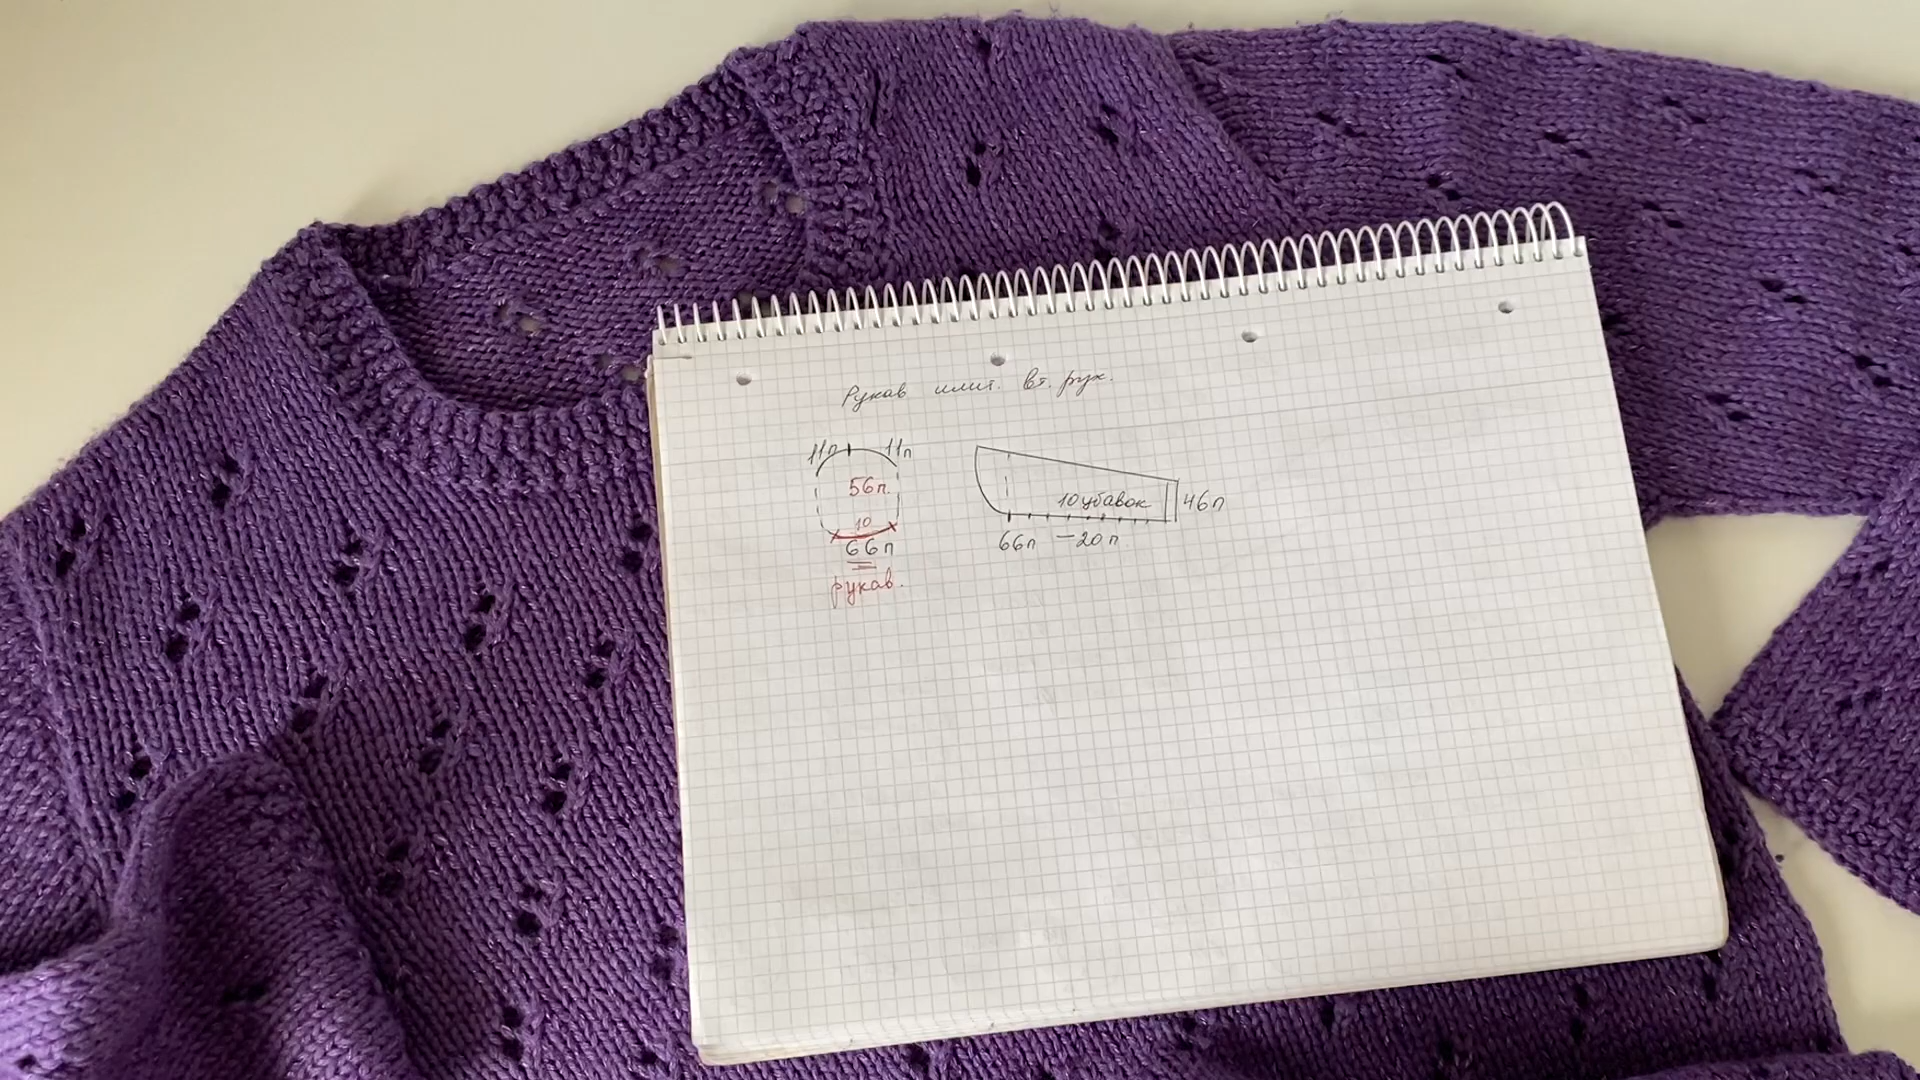 Рукав имит. вт. рук.
11п 11п
56п.
10
66п
рукав.
10 убавок 46п
66п -20п